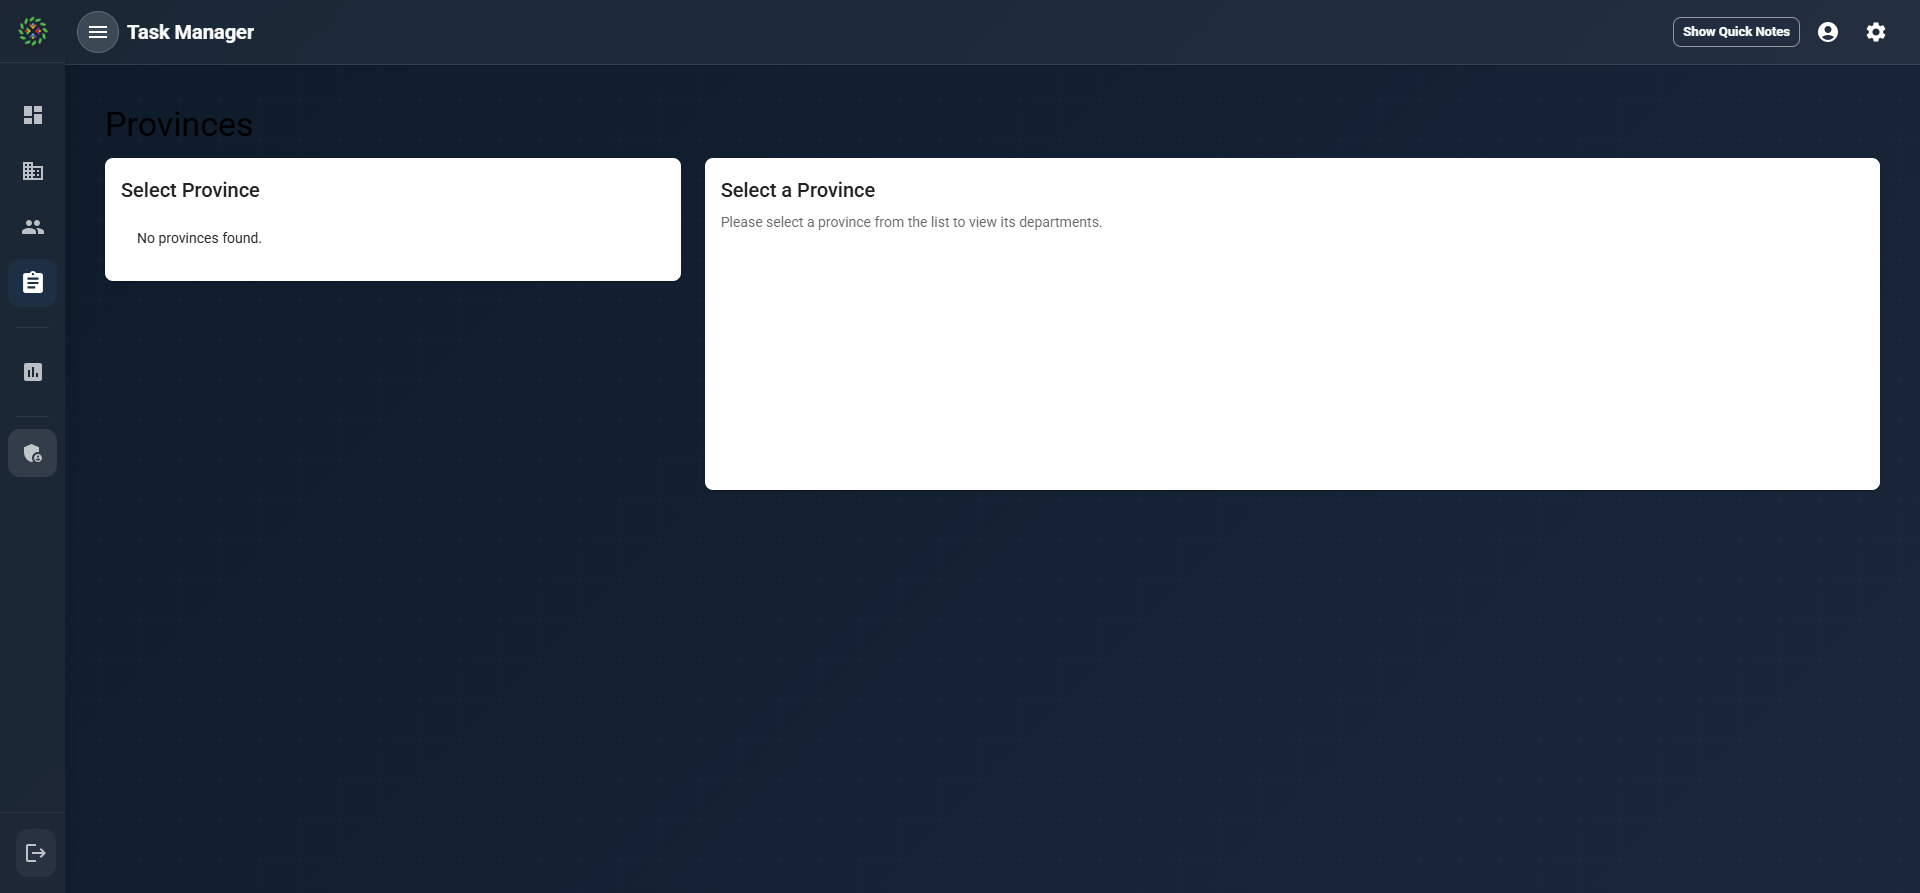 Task Manager
Show Quick Notes
Provinces
Select Province
No provinces found.
Select a Province
Please select a province from the list to view its departments.